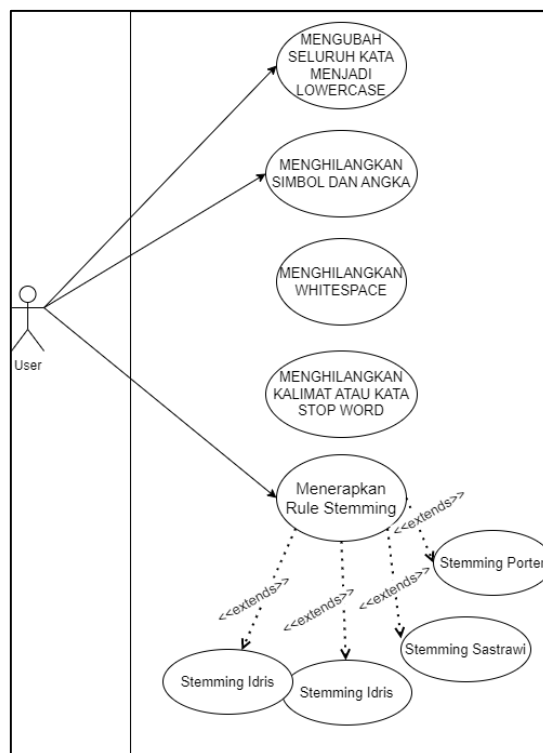 MENGUBAH
SELURUH KATA
MENJADI
LOWERCASE
MENGHILANGKAN
SIMBOL DAN ANGKA
MENGHILANGKAN
WHITESPACE
User
MENGHILANGKAN
KALIMAT ATAU KATA
STOP WORD
Menerapkan
Rule Stemming
<<extends>>
Stemming Porter
<<extends>>
<<extends>>
<<extends>>
Stemming Sastrawi
Stemming Idris
Stemming Idris